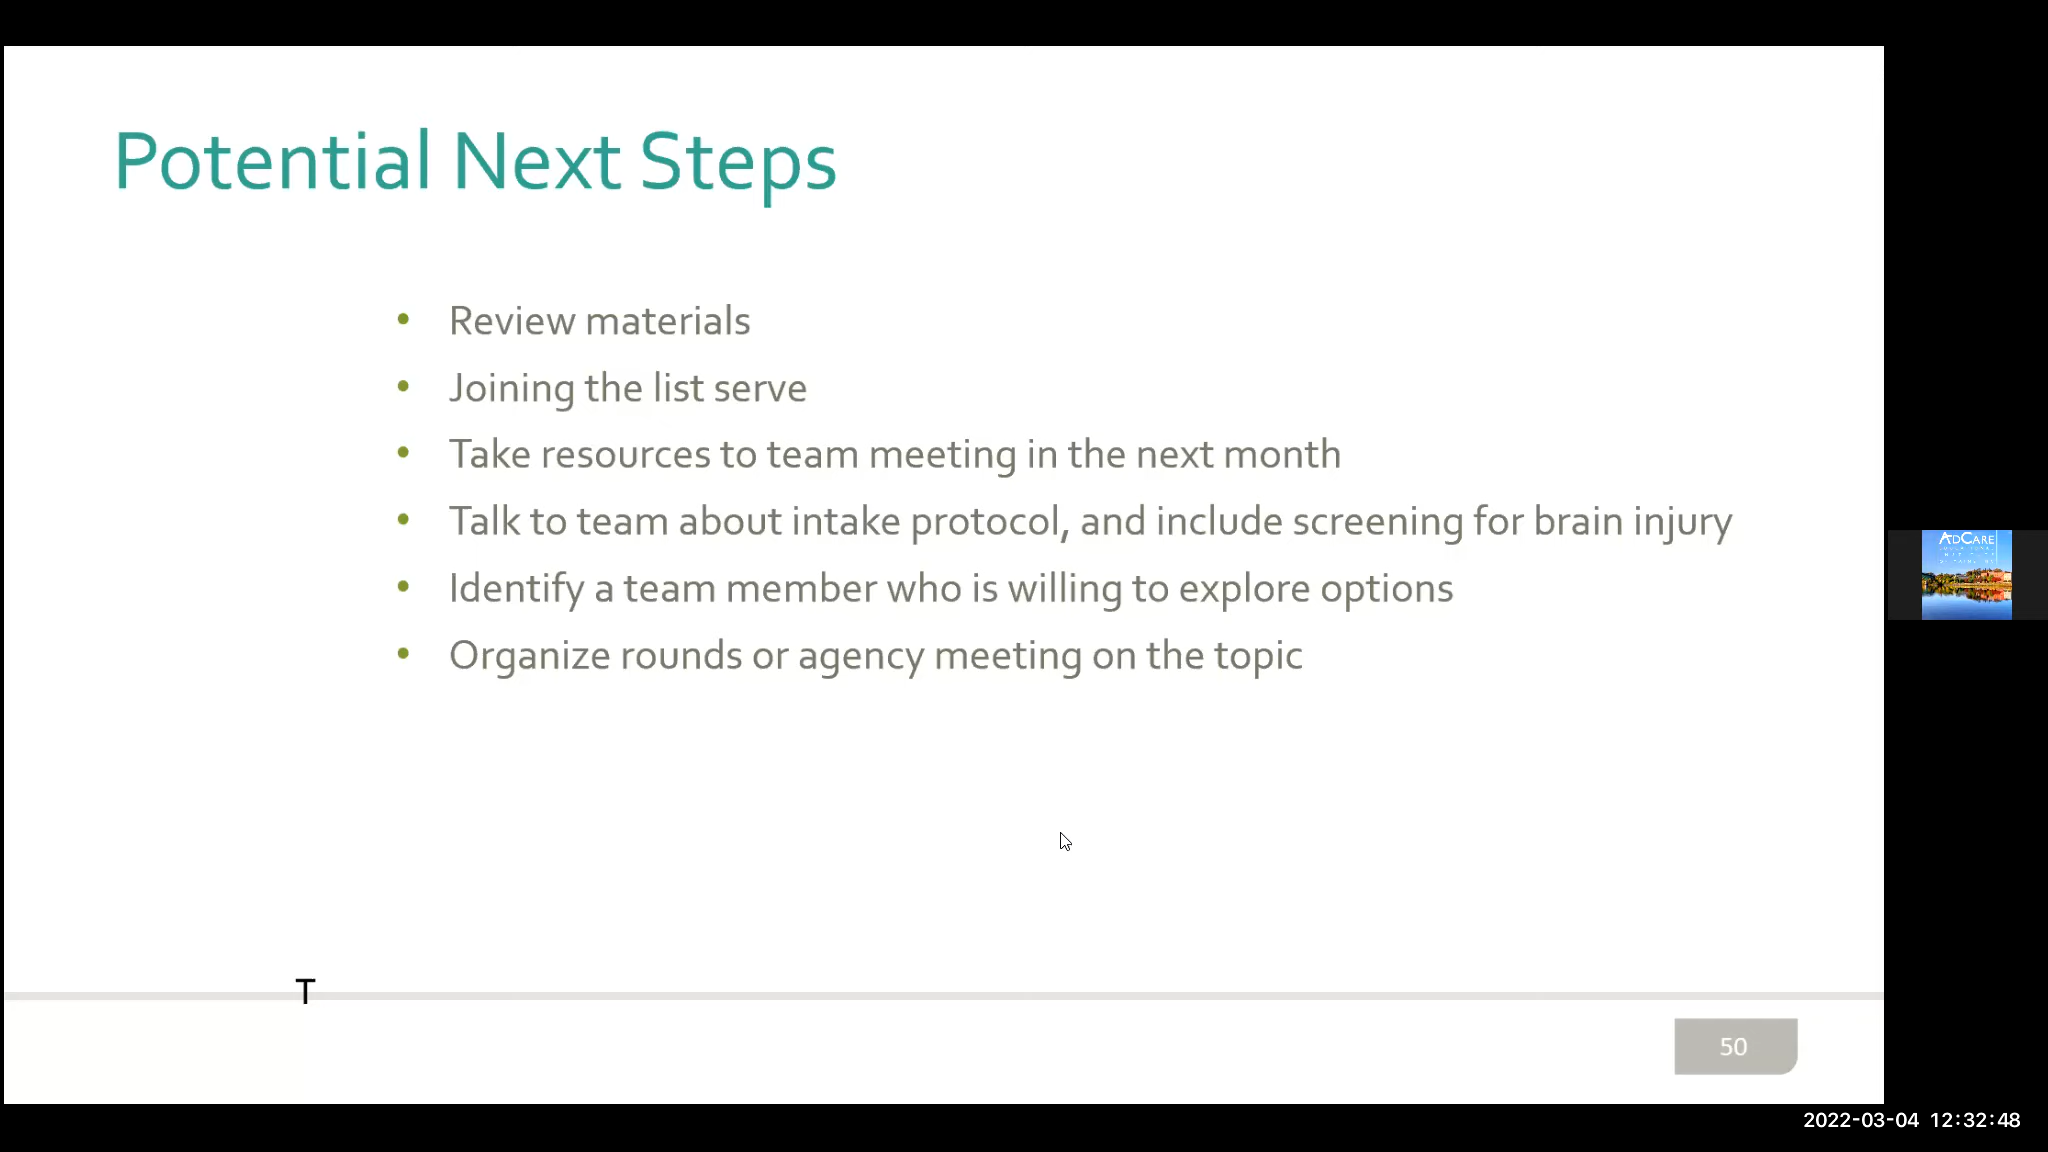 Potential Next Steps
• Review materials
• Joining the list serve
• Take resources to team meeting in the next month
• Talk to team about intake protocol, and include screening for brain injury
• Identify a team member who is willing to explore options
• Organize rounds or agency meeting on the topic
ADCARE
T
50
2022-03-04 12:32:48